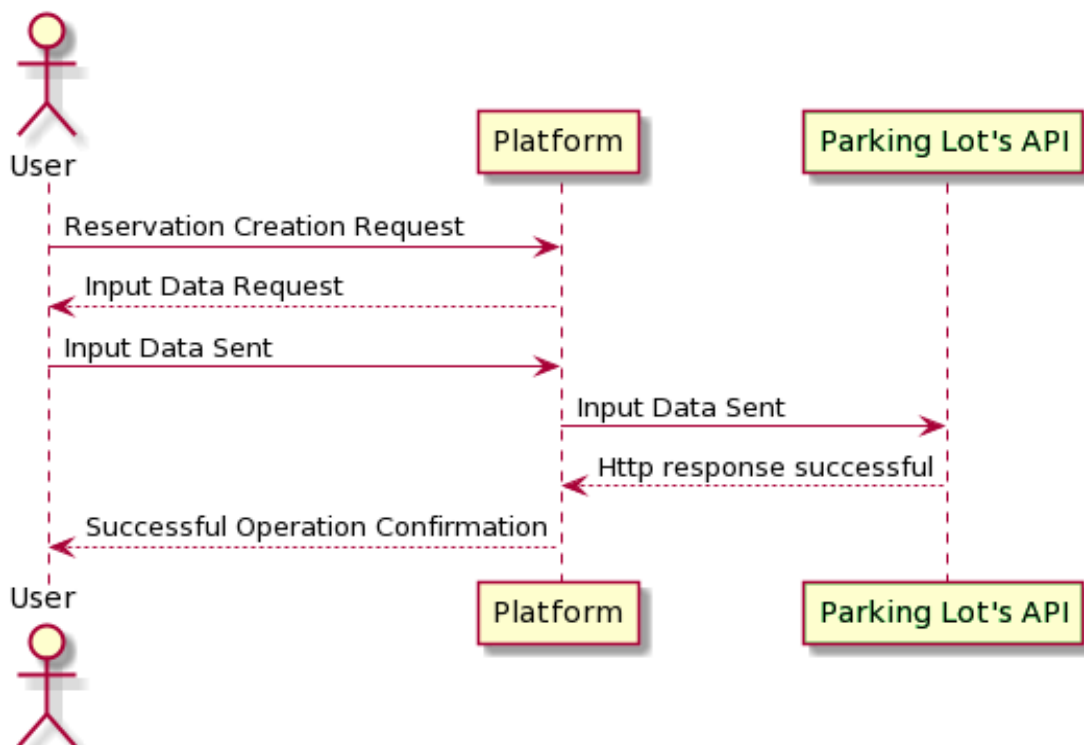 User
Platform
Parking Lot's API
Reservation Creation Request
Input Data Request
Input Data Sent
Input Data Sent
Http response successful
Successful Operation Confirmation
User
Platform
Parking Lot's API